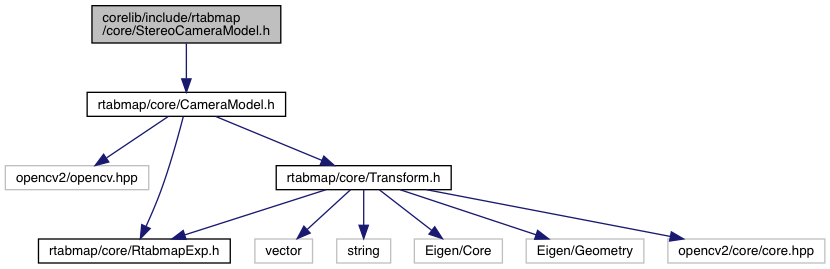 corelib/include/rtabmap
/core/StereoCameraModel.h
rtabmap/core/CameraModel.h
opencv2/opencv.hpp
rtabmap/core/Transform.h
rtabmap/core/RtabmapExp.h
vector
string
Eigen/Core
Eigen/Geometry
opencv2/core/core.hpp